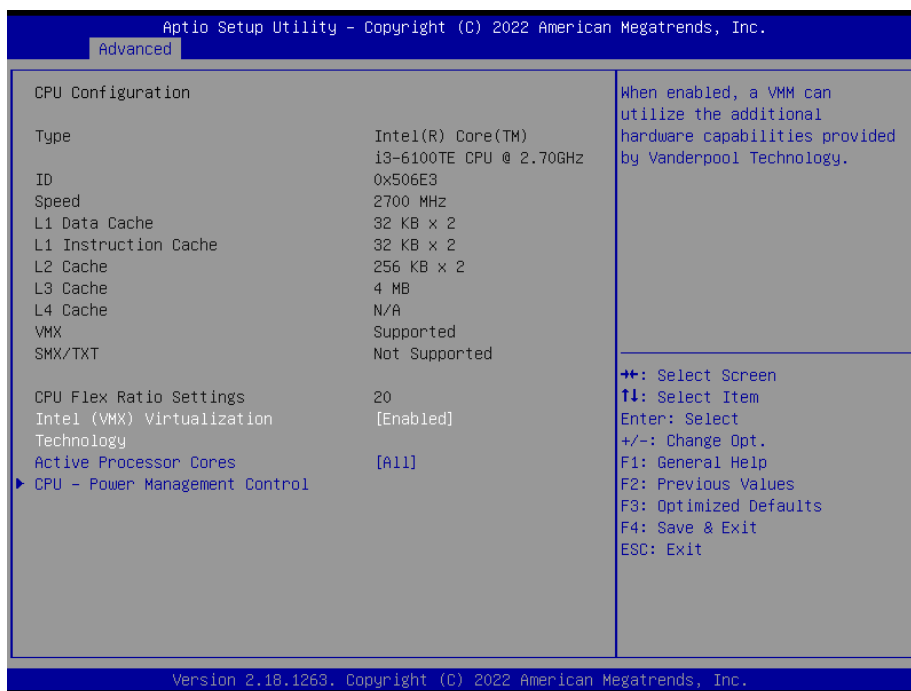 Aptio Setup Utility – Copyright (C) 2022 American Megatrends, Inc.
Advanced
CPU Configuration
Type Intel(R) Core(TM)
i3-6100TE CPU @ 2.70GHz
ID 0x506E3
Speed 2700 MHz
L1 Data Cache 32 KB x 2
L1 Instruction Cache 32 KB x 2
L2 Cache 256 KB x 2
L3 Cache 4 MB
L4 Cache N/A
VMX Supported
SMX/TXT Not Supported
CPU Flex Ratio Settings 20
Intel (VMX) Virtualization [Enabled]
Technology
Active Processor Cores [All]
CPU – Power Management Control
When enabled, a VMM can
utilize the additional
hardware capabilities provided
by Vanderpool Technology.
→←: Select Screen
↑↓: Select Item
Enter: Select
+/-: Change Opt.
F1: General Help
F2: Previous Values
F3: Optimized Defaults
F4: Save & Exit
ESC: Exit
Version 2.18.1263. Copyright (C) 2022 American Megatrends, Inc.